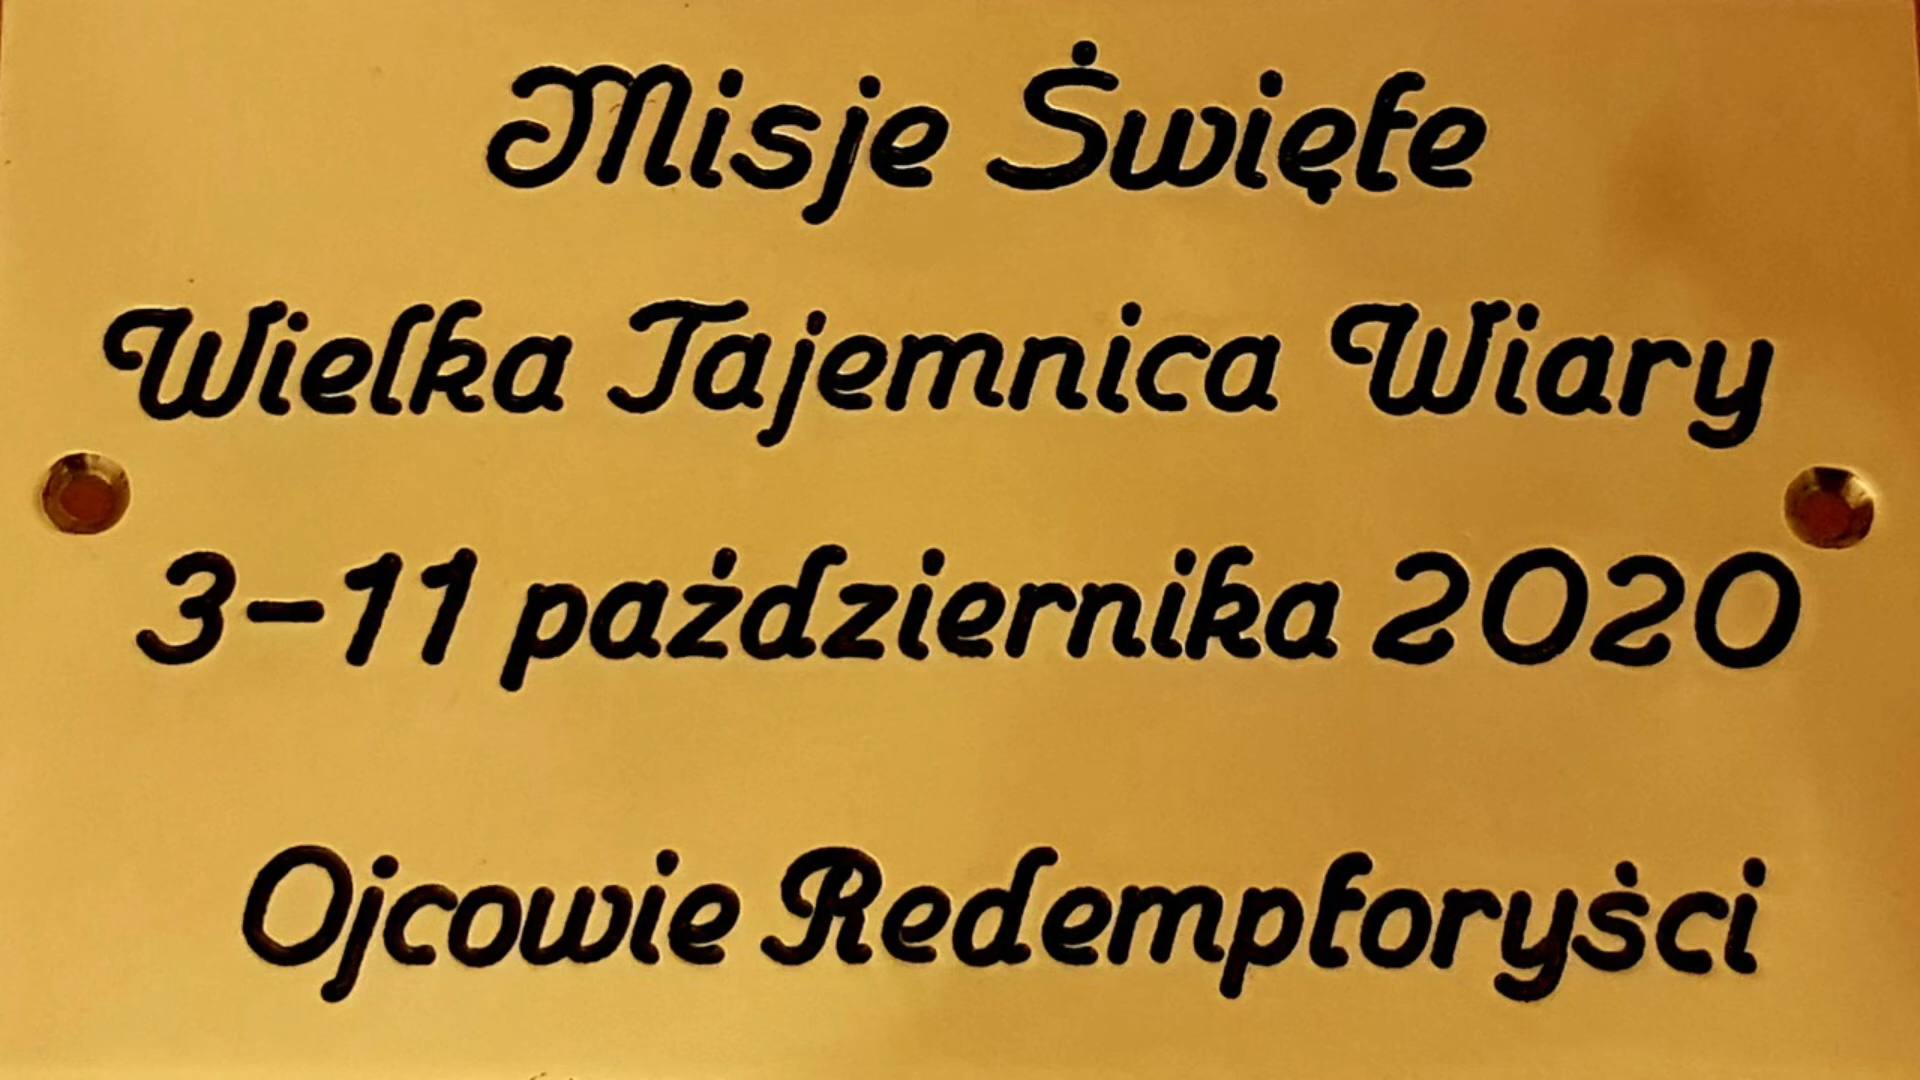 Misje Święte
Wielka Tajemnica Wiary
3-11 października 2020
Ojcowie Redemptoryści